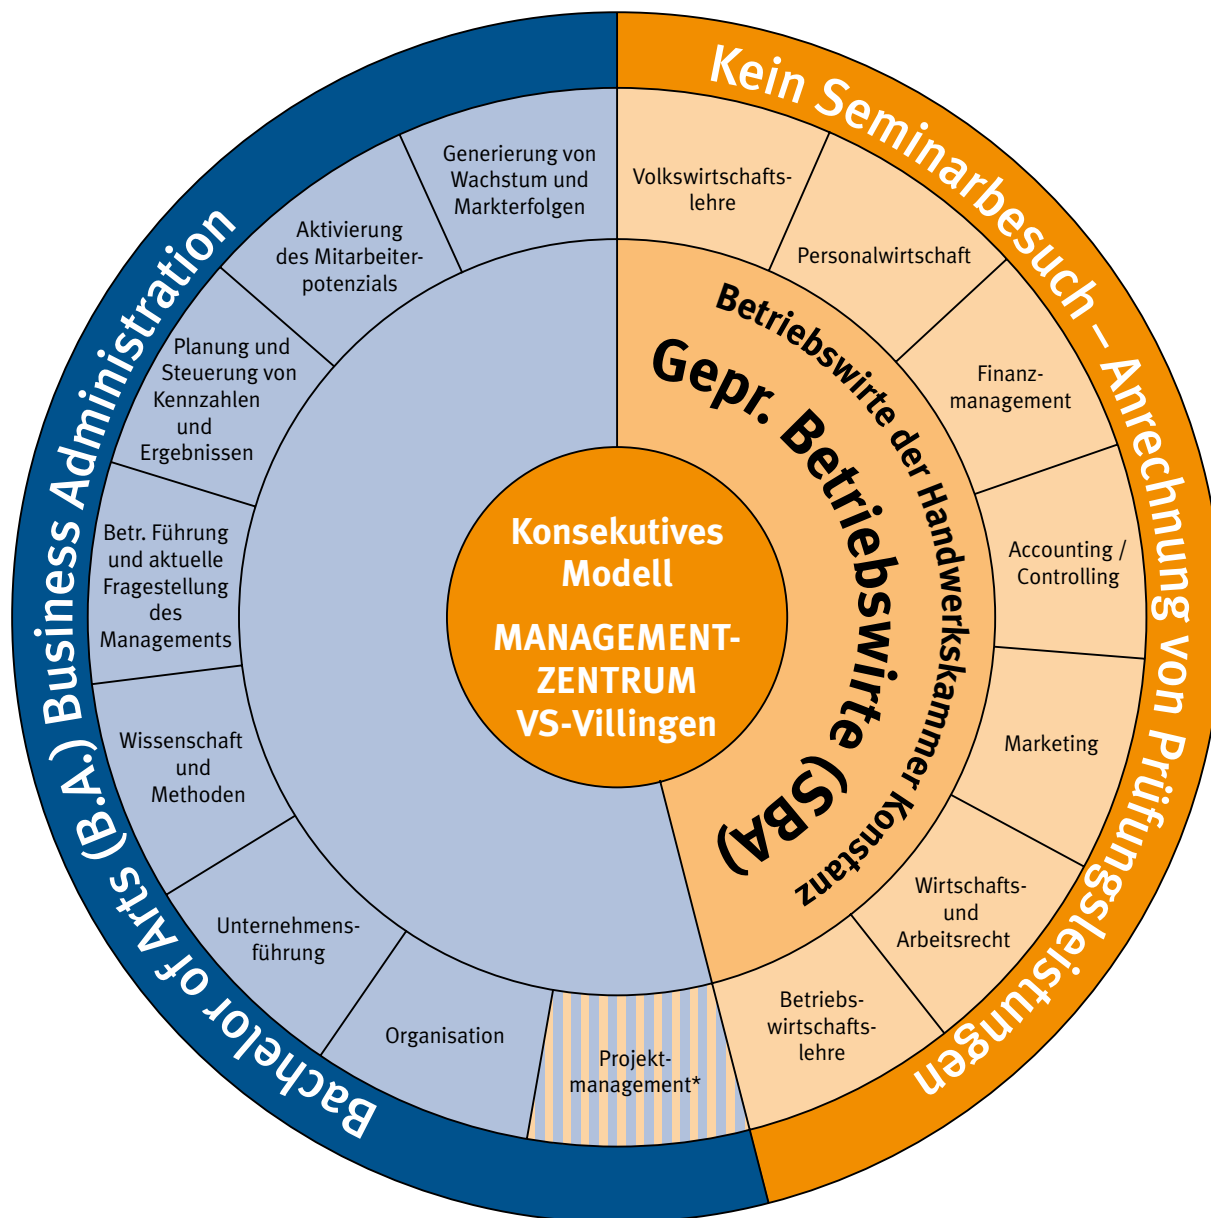 Kein Seminarbesuch – Anrechnung von Prüfungsleistungen
Bachelor of Arts (B.A.) Business Administration
Generierung von
Wachstum und
Markterfolgen
Aktivierung
des Mitarbeiter-
potenzials
Planung und
Steuerung von
Kennzahlen
und
Ergebnissen
Betr. Führung
und aktuelle
Fragestellung
des
Managements
Wissenschaft
und
Methoden
Unternehmens-
führung
Organisation
Projekt-
management*
Volkswirtschafts-
lehre
Personalwirtschaft
Finanz-
management
Accounting /
Controlling
Marketing
Wirtschafts-
und
Arbeitsrecht
Betriebs-
wirtschafts-
lehre
Betriebswirte der Handwerkskammer Konstanz
Gepr. Betriebswirte (SBA)
Konsekutives
Modell
MANAGEMENT-
ZENTRUM
VS-Villingen